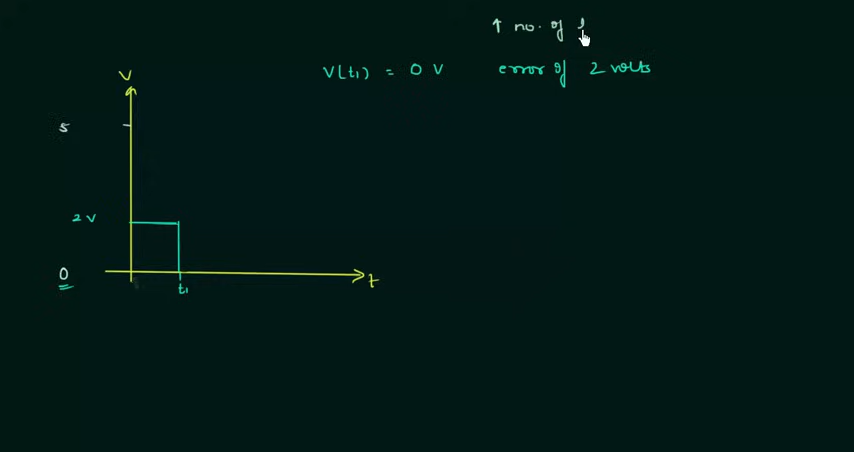 ↑ no. of
V(t₁) = 0 V error of 2 volts
V
5
2 V
0
t₁
t